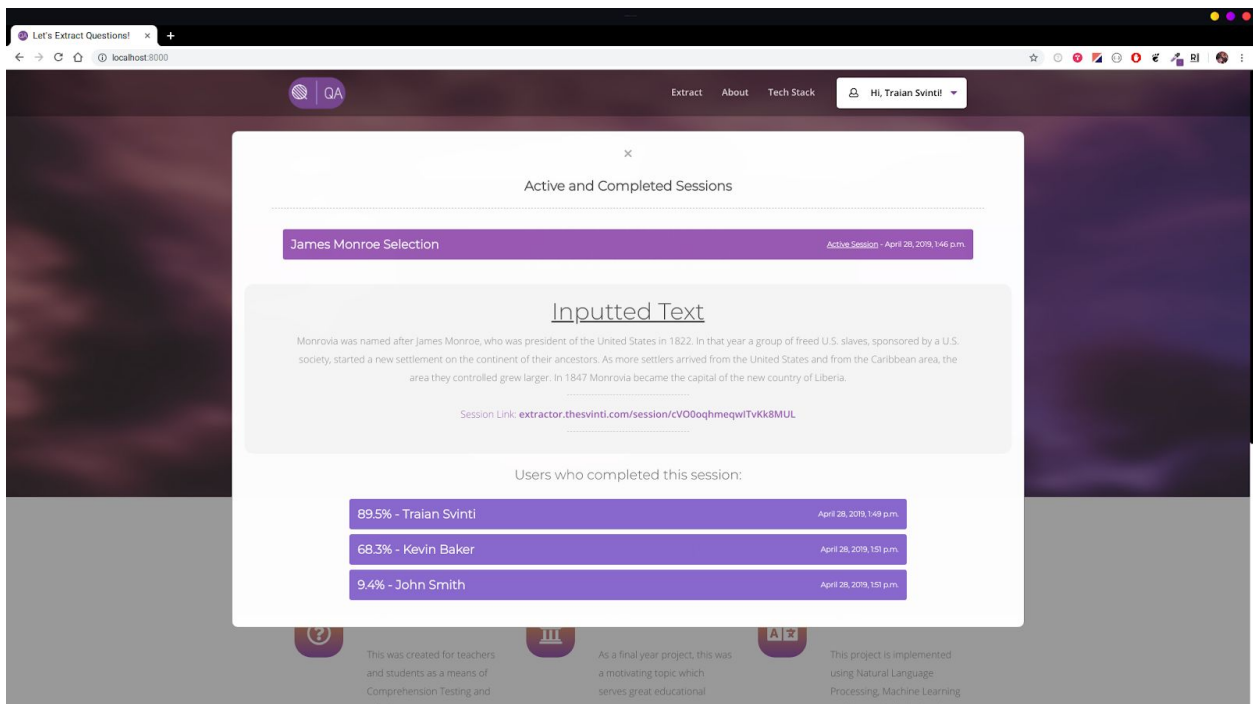 Let's Extract Questions!
localhost:8000
QA
Extract About Tech Stack Hi, Traian Svinti!
Active and Completed Sessions
James Monroe Selection Active Session - April 28, 2019, 1:46 p.m.
Inputted Text
Monrovia was named after James Monroe, who was president of the United States in 1822. In that year a group of freed U.S. slaves, sponsored by a U.S.
society, started a new settlement on the continent of their ancestors. As more settlers arrived from the United States and from the Caribbean area, the
area they controlled grew larger. In 1847 Monrovia became the capital of the new country of Liberia.
Session Link: extractor.thesvinti.com/session/cVO0oqhmeqwITvKk8MUL
Users who completed this session:
89.5% - Traian Svinti April 28, 2019, 1:49 p.m.
68.3% - Kevin Baker April 28, 2019, 1:51 p.m.
9.4% - John Smith April 28, 2019, 1:51 p.m.
This was created for teachers
and students as a means of
Comprehension Testing and
As a final year project, this was
a motivating topic which
serves great educational
This project is implemented
using Natural Language
Processing, Machine Learning